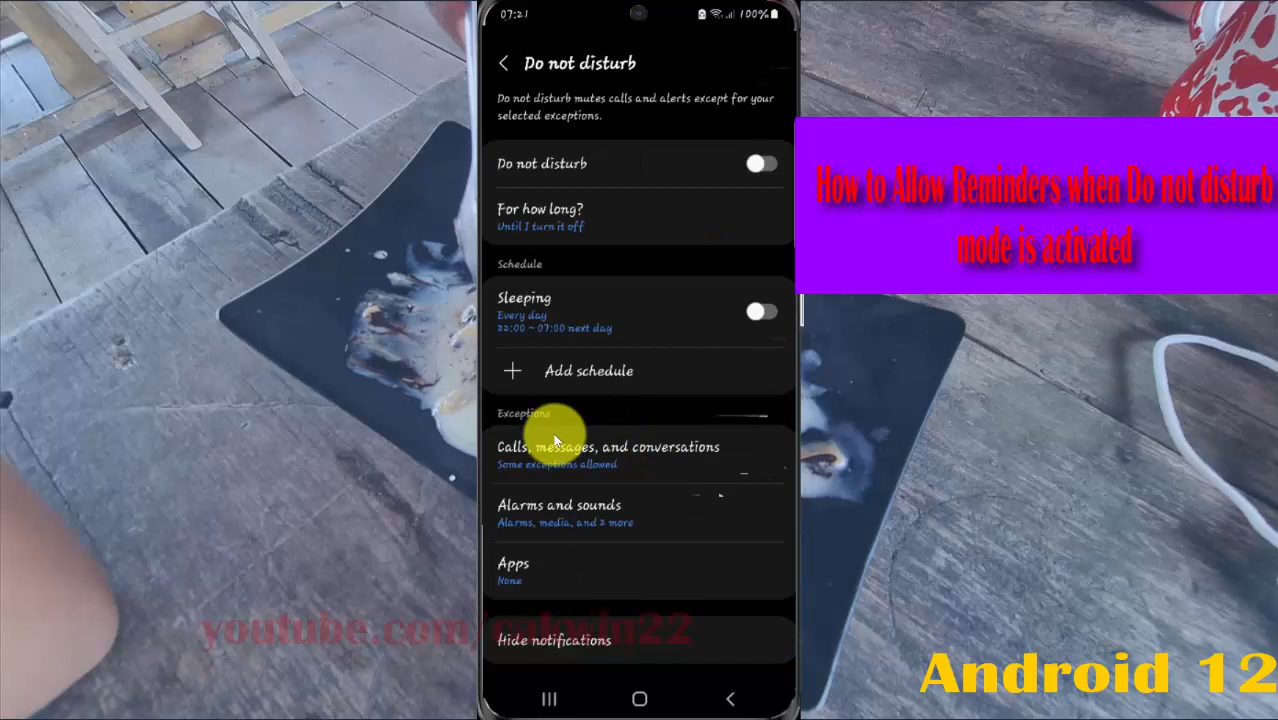 07:21
100%
Do not disturb
Do not disturb mutes calls and alerts except for your
selected exceptions.
Do not disturb
For how long?
Until I turn it off
Schedule
Sleeping
Every day
22:00 ~ 07:00 next day
Add schedule
Exceptions
Calls, messages, and conversations
Some exceptions allowed
Alarms and sounds
Alarms, media, and 2 more
Apps
None
Hide notifications
How to Allow Reminders when Do not disturb
mode is activated
youtube.com/calwin22
Android 12